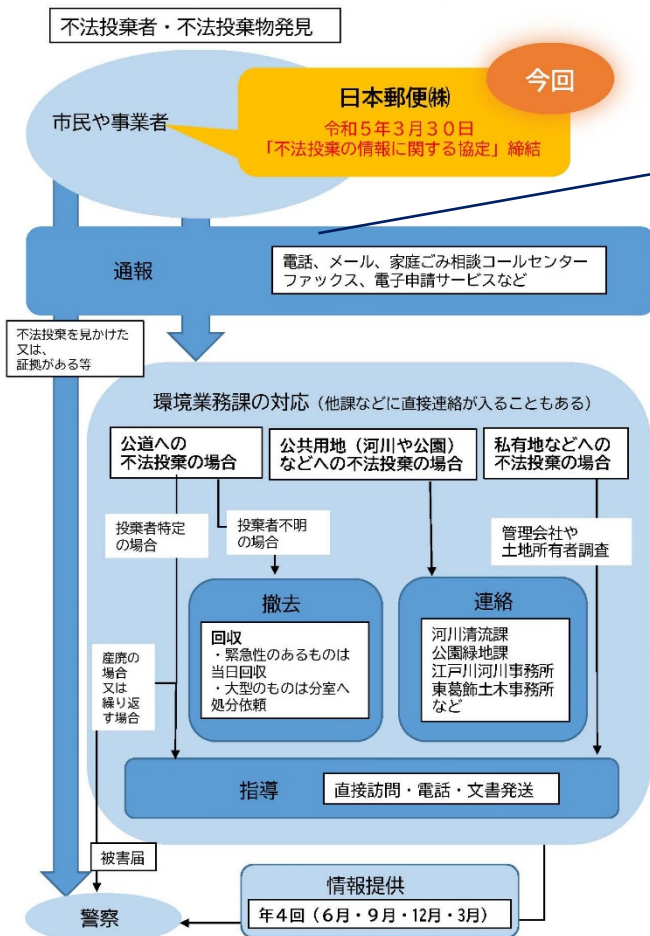 不法投棄者・不法投棄物発見
今回
日本郵便㈱
令和５年３月３０日
「不法投棄の情報に関する協定」締結
市民や事業者
通報
電話、メール、家庭ごみ相談コールセンター
ファックス、電子申請サービスなど
不法投棄を見かけた
又は、
証拠がある等
環境業務課の対応（他課などに直接連絡が入ることもある）
公道への
不法投棄の場合
公共用地（河川や公園）
などへの不法投棄の場合
私有地などへの
不法投棄の場合
投棄者特定
の場合
投棄者不明
の場合
管理会社や
土地所有者調査
撤去
回収
・緊急性のあるものは
当日回収
・大型のものは分室へ
処分依頼
連絡
河川清流課
公園緑地課
江戸川河川事務所
東葛飾土木事務所
など
産廃の
場合
又は
繰り返
す場合
指導
直接訪問・電話・文書発送
被害届
情報提供
年４回（６月・９月・12月・３月）
警察